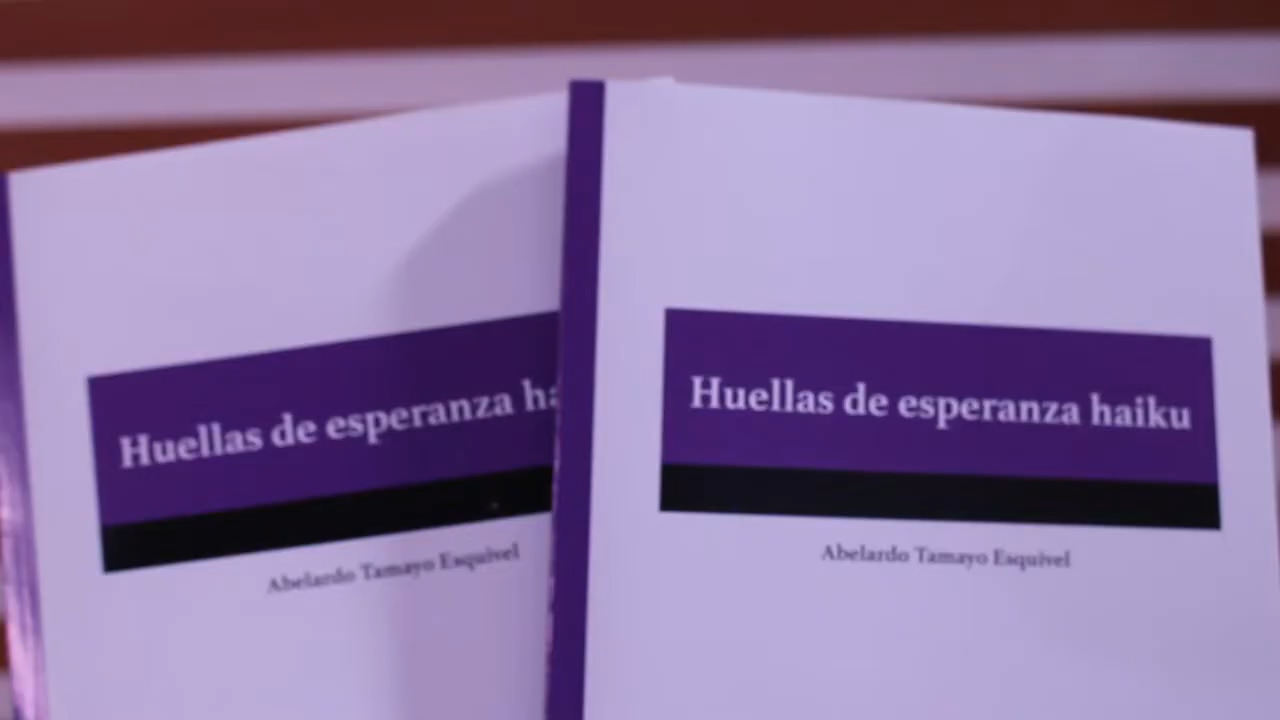 Huellas de esperanza ha
Abelardo Tamayo Esquivel
Huellas de esperanza haiku
Abelardo Tamayo Esquivel